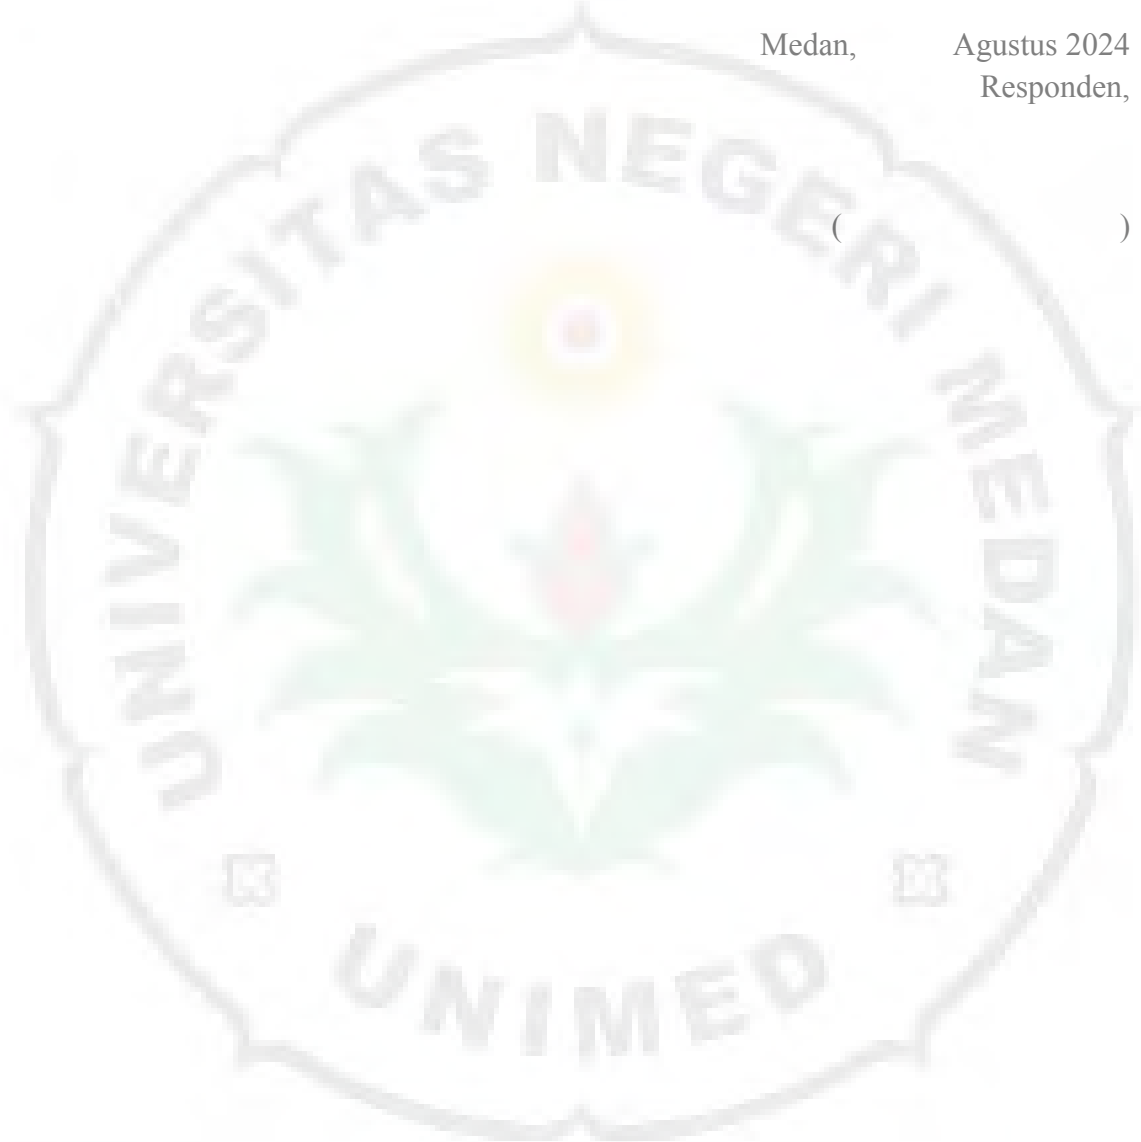 Medan, Agustus 2024
Responden,
( )
UNIVERSITAS NEGERI MEDAN
UNIMED